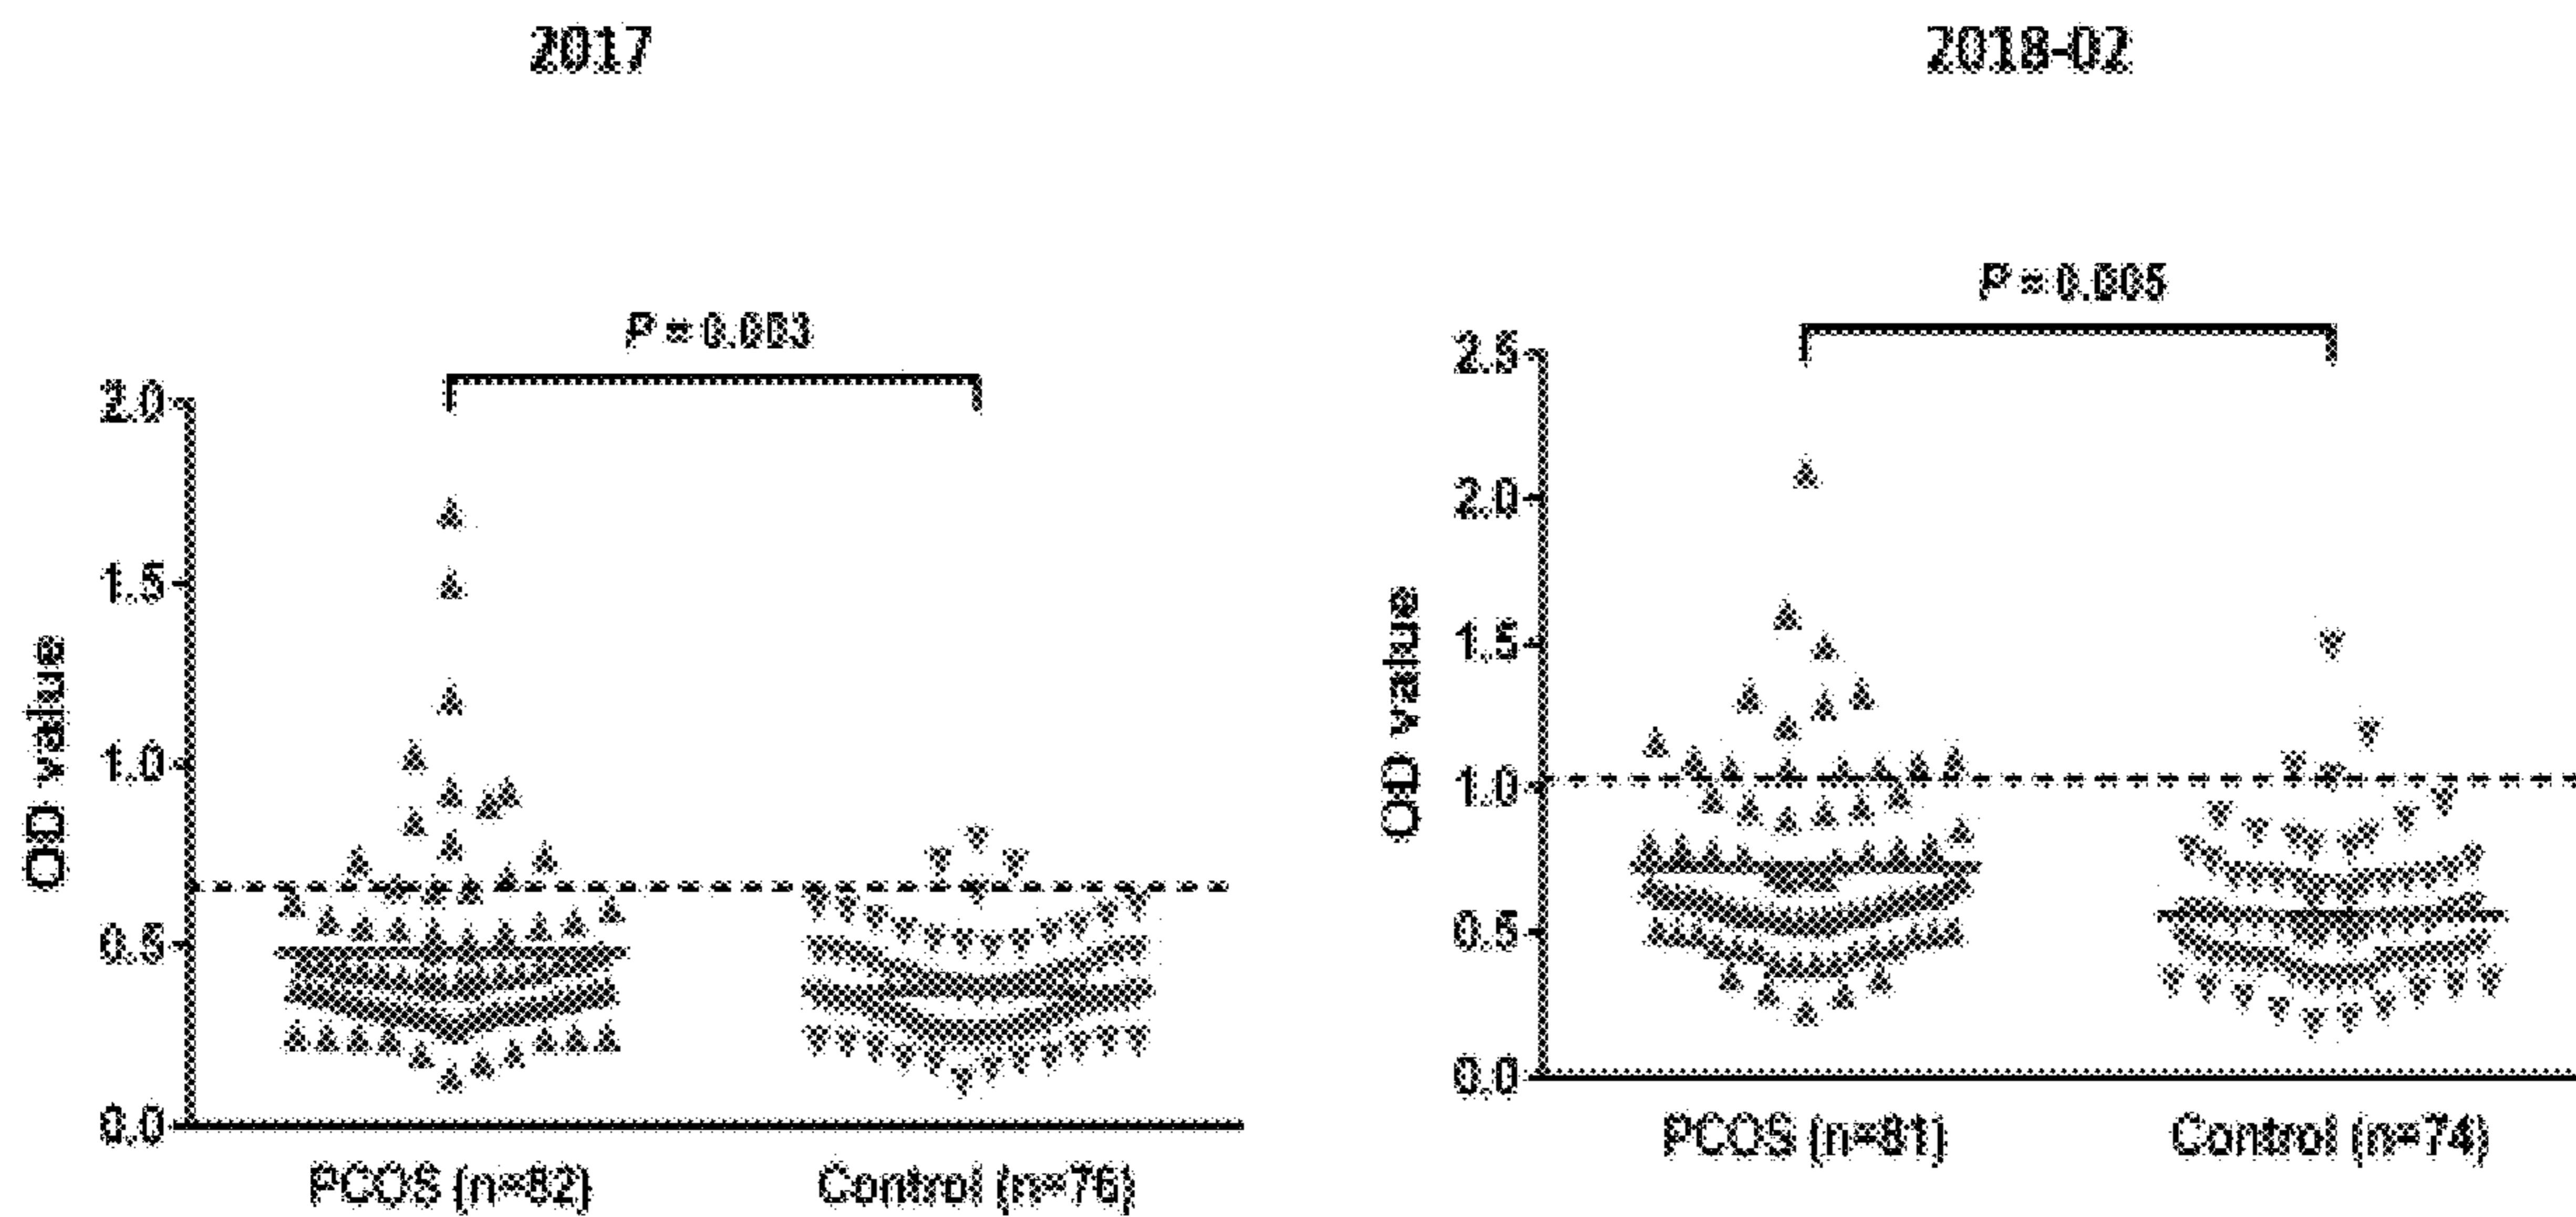 2017
P = 0.003
OD value
2.0
1.5
1.0
0.5
0.0
PCOS (n=82)
Control (n=76)
2018-02
P = 0.005
OD value
2.5
2.0
1.5
1.0
0.5
0.0
PCOS (n=81)
Control (n=74)